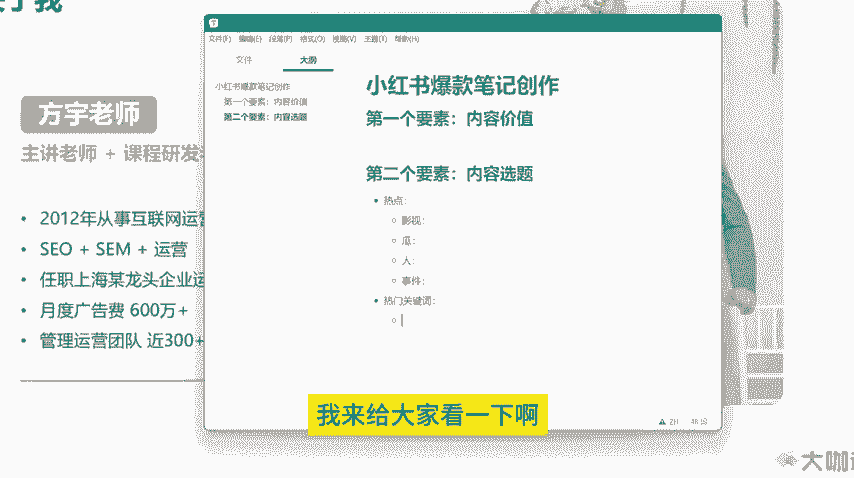 于我
方宇老师
主讲老师 + 课程研发
2012年从事互联网运营
SEO + SEM + 运营
任职上海某龙头企业运
月度广告费 600万+
管理运营团队 近300+
文件(F) 编辑(E) 段落(P) 格式(O) 视图(V) 主题(T) 帮助(H)
文件 大纲
小红书爆款笔记创作
第一个要素：内容价值
第二个要素：内容选题
小红书爆款笔记创作
第一个要素：内容价值
第二个要素：内容选题
热点：
影视：
瓜：
人：
事件：
热门关键词：
我来给大家看一下啊
ZH
大咖